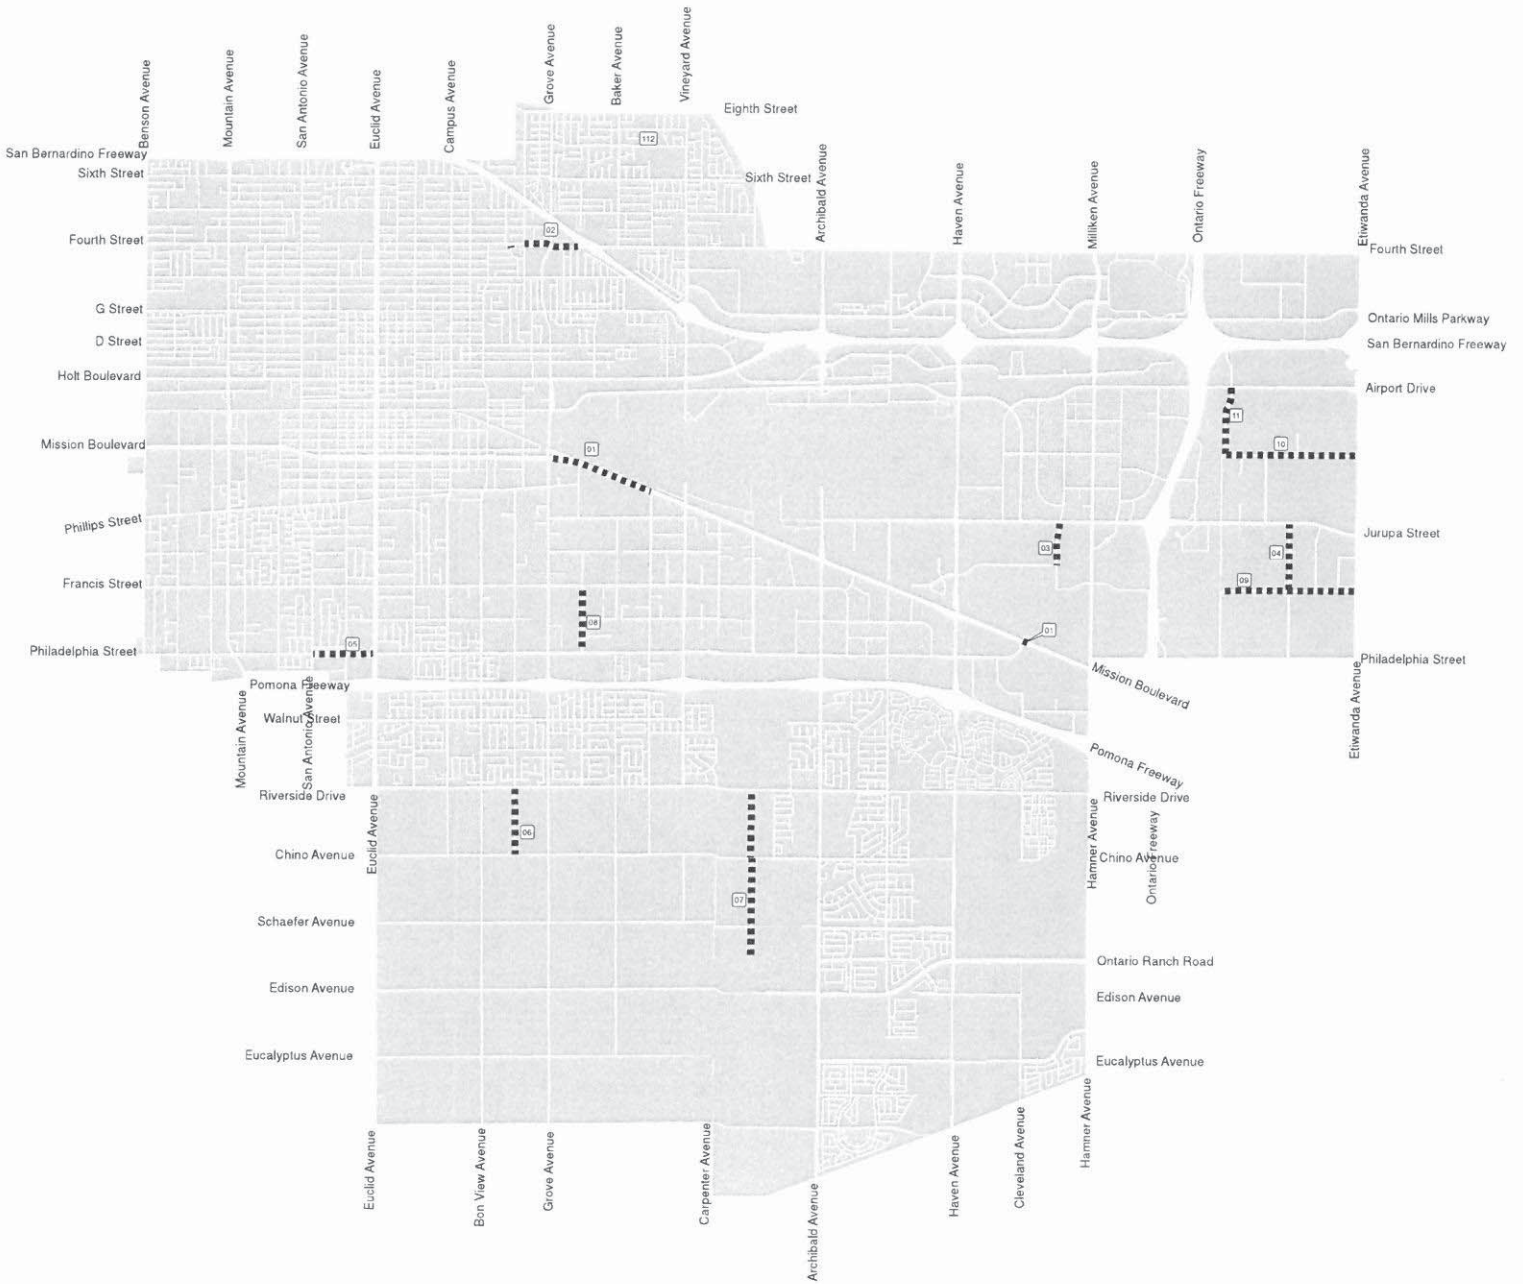 Benson Avenue
Mountain Avenue
San Antonio Avenue
Euclid Avenue
Campus Avenue
Grove Avenue
Baker Avenue
Vineyard Avenue
Eighth Street
112
San Bernardino Freeway
Sixth Street
Sixth Street
Archibald Avenue
Haven Avenue
Milliken Avenue
Ontario Freeway
Etiwanda Avenue
Fourth Street
02
Fourth Street
G Street
Ontario Mills Parkway
D Street
San Bernardino Freeway
Holt Boulevard
Airport Drive
11
Mission Boulevard
01
10
Phillips Street
Jurupa Street
03
04
Francis Street
09
08
05
01
Philadelphia Street
Philadelphia Street
Mission Boulevard
Etiwanda Avenue
Pomona Freeway
Mountain Avenue
San Antonio Avenue
Walnut Street
Pomona Freeway
Riverside Drive
Riverside Drive
Euclid Avenue
06
Hamner Avenue
Ontario Freeway
Chino Avenue
Chino Avenue
07
Schaefer Avenue
Ontario Ranch Road
Edison Avenue
Edison Avenue
Eucalyptus Avenue
Eucalyptus Avenue
Euclid Avenue
Bon View Avenue
Grove Avenue
Carpenter Avenue
Archibald Avenue
Haven Avenue
Cleveland Avenue
Hamner Avenue